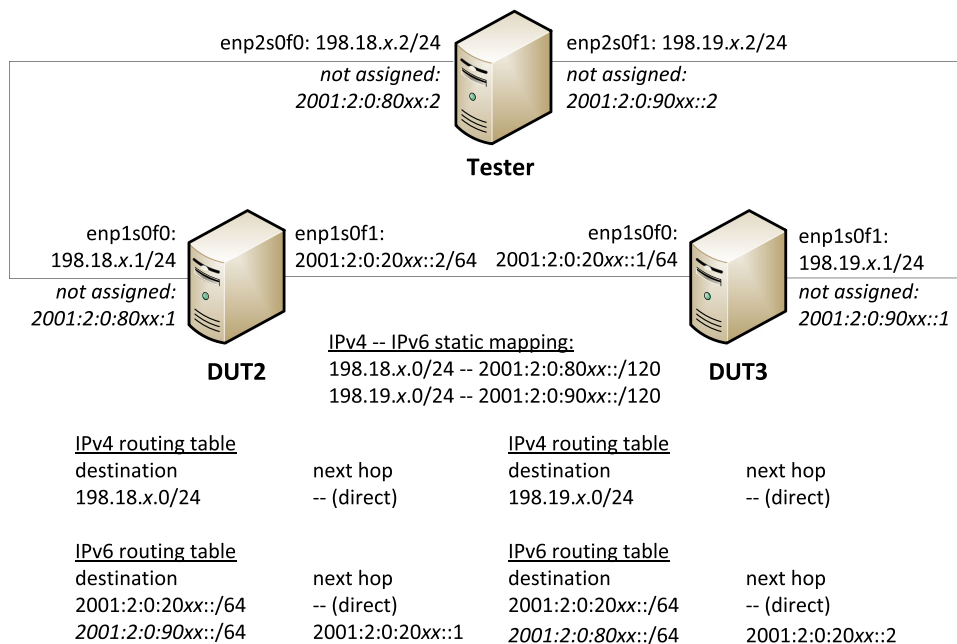 enp2s0f0: 198.18.x.2/24
enp2s0f1: 198.19.x.2/24
not assigned:
2001:2:0:80xx:2
not assigned:
2001:2:0:90xx::2
Tester
enp1s0f0:
198.18.x.1/24
enp1s0f1:
2001:2:0:20xx::2/64
enp1s0f0:
2001:2:0:20xx::1/64
enp1s0f1:
198.19.x.1/24
not assigned:
2001:2:0:80xx:1
not assigned:
2001:2:0:90xx::1
DUT2
DUT3
IPv4 -- IPv6 static mapping:
198.18.x.0/24 -- 2001:2:0:80xx::/120
198.19.x.0/24 -- 2001:2:0:90xx::/120
IPv4 routing table
destination next hop
198.18.x.0/24 -- (direct)
IPv4 routing table
destination next hop
198.19.x.0/24 -- (direct)
IPv6 routing table
destination next hop
2001:2:0:20xx::/64 -- (direct)
2001:2:0:90xx::/64 2001:2:0:20xx::1
IPv6 routing table
destination next hop
2001:2:0:20xx::/64 -- (direct)
2001:2:0:80xx::/64 2001:2:0:20xx::2